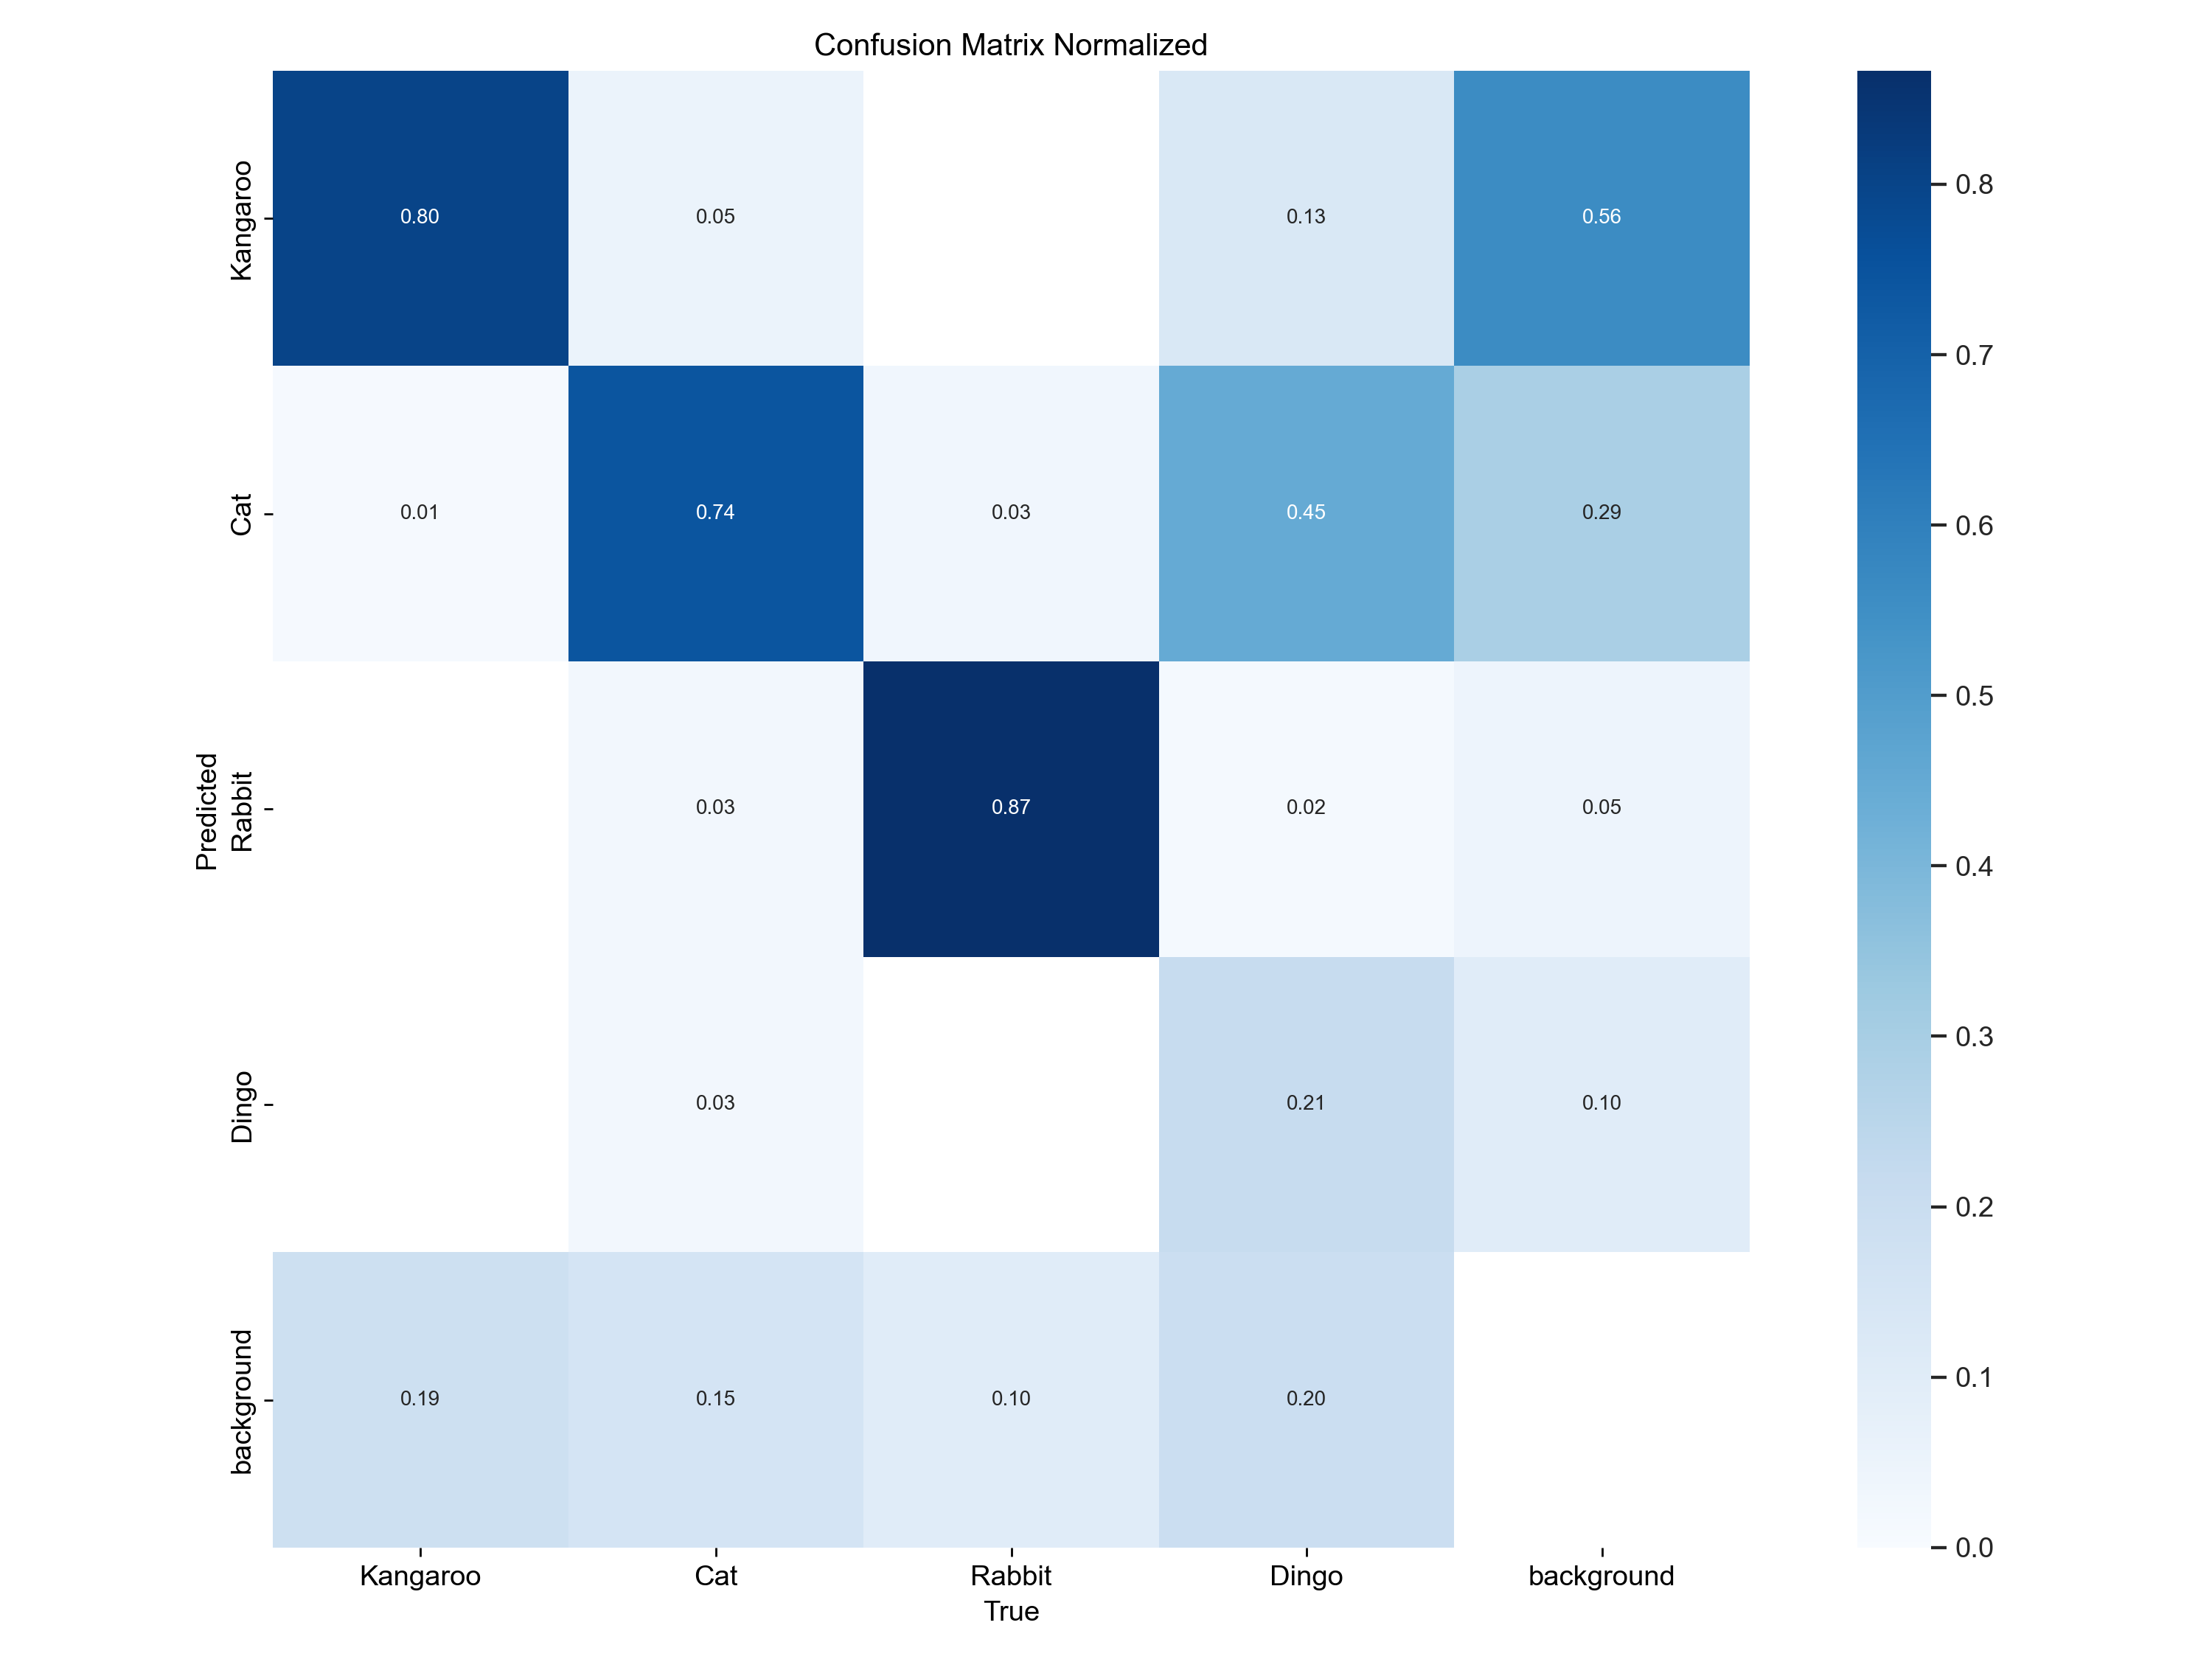 Confusion Matrix Normalized
Kangaroo
0.80
0.05
0.13
0.56
0.8
0.7
Cat
0.01
0.74
0.03
0.45
0.29
0.6
0.5
Predicted
Rabbit
0.03
0.87
0.02
0.05
0.4
Dingo
0.03
0.21
0.10
0.3
0.2
background
0.19
0.15
0.10
0.20
0.1
0.0
Kangaroo
Cat
Rabbit
Dingo
background
True